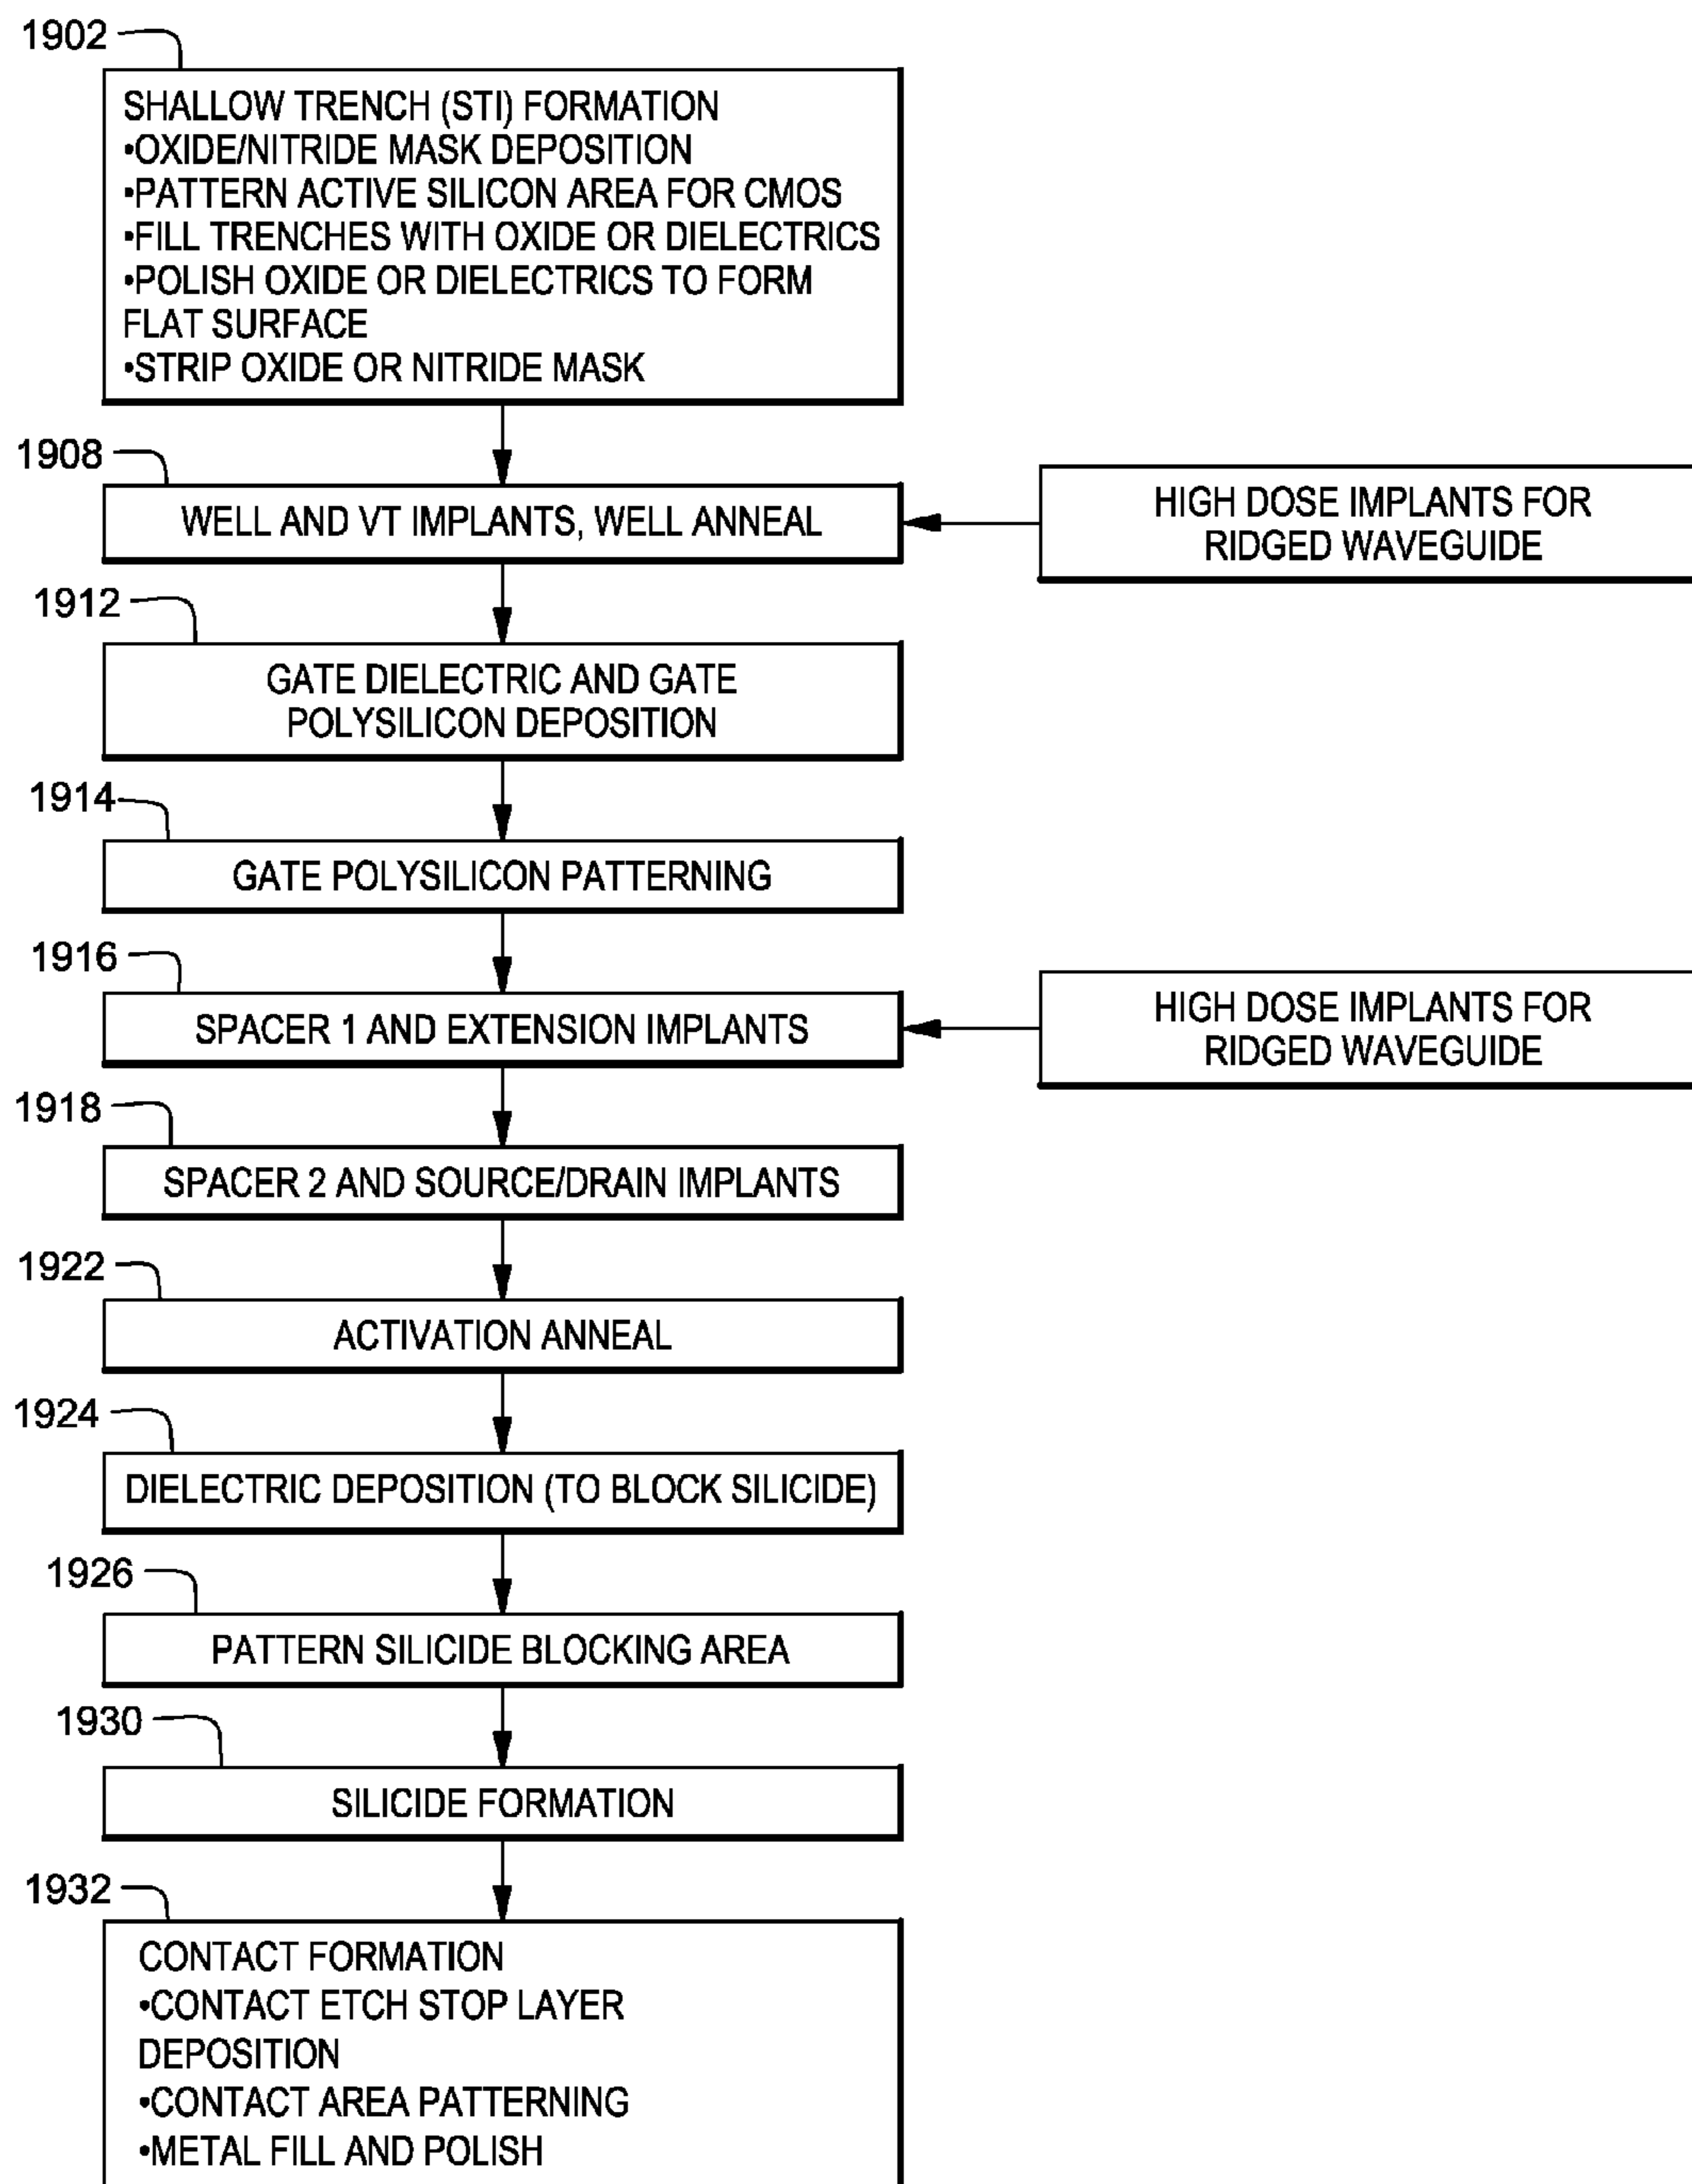 1902
SHALLOW TRENCH (STI) FORMATION
•OXIDE/NITRIDE MASK DEPOSITION
•PATTERN ACTIVE SILICON AREA FOR CMOS
•FILL TRENCHES WITH OXIDE OR DIELECTRICS
•POLISH OXIDE OR DIELECTRICS TO FORM
FLAT SURFACE
•STRIP OXIDE OR NITRIDE MASK
1908
WELL AND VT IMPLANTS, WELL ANNEAL
HIGH DOSE IMPLANTS FOR
RIDGED WAVEGUIDE
1912
GATE DIELECTRIC AND GATE
POLYSILICON DEPOSITION
1914
GATE POLYSILICON PATTERNING
1916
SPACER 1 AND EXTENSION IMPLANTS
HIGH DOSE IMPLANTS FOR
RIDGED WAVEGUIDE
1918
SPACER 2 AND SOURCE/DRAIN IMPLANTS
1922
ACTIVATION ANNEAL
1924
DIELECTRIC DEPOSITION (TO BLOCK SILICIDE)
1926
PATTERN SILICIDE BLOCKING AREA
1930
SILICIDE FORMATION
1932
CONTACT FORMATION
•CONTACT ETCH STOP LAYER
DEPOSITION
•CONTACT AREA PATTERNING
•METAL FILL AND POLISH